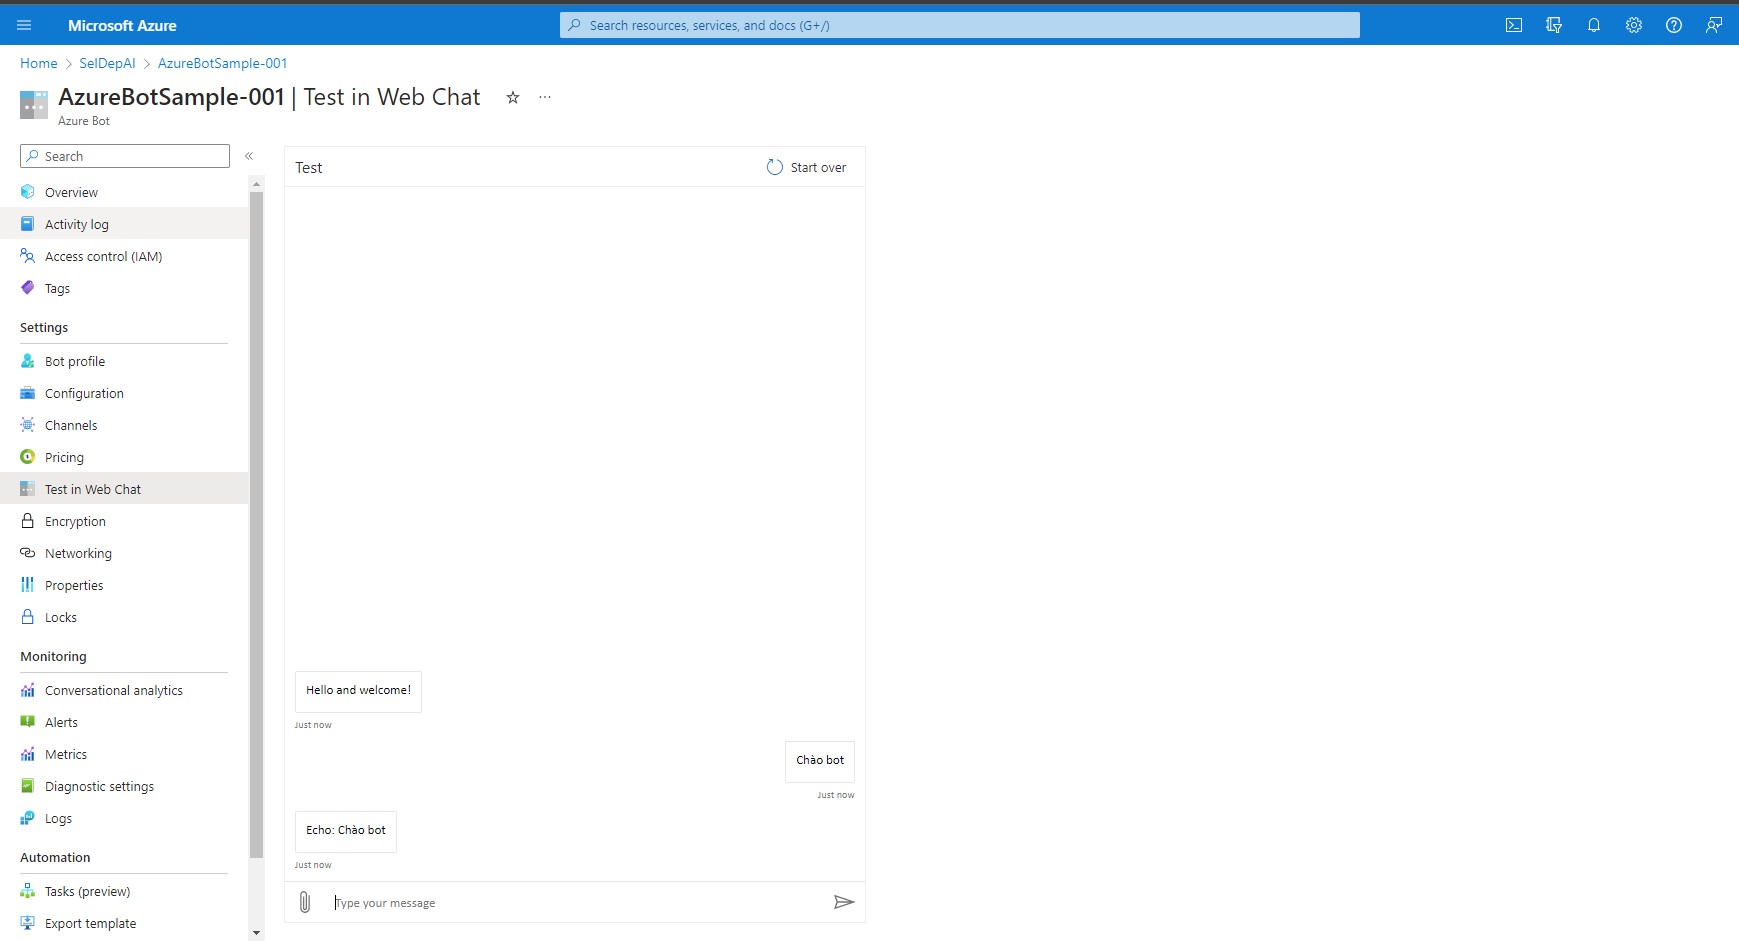 Microsoft Azure
Search resources, services, and docs (G+/)
Home > SelDepAI > AzureBotSample-001
AzureBotSample-001 | Test in Web Chat
Azure Bot
Search
Overview
Activity log
Access control (IAM)
Tags
Settings
Bot profile
Configuration
Channels
Pricing
Test in Web Chat
Encryption
Networking
Properties
Locks
Monitoring
Conversational analytics
Alerts
Metrics
Diagnostic settings
Logs
Automation
Tasks (preview)
Export template
Test
Start over
Hello and welcome!
Just now
Chào bot
Just now
Echo: Chào bot
Just now
Type your message